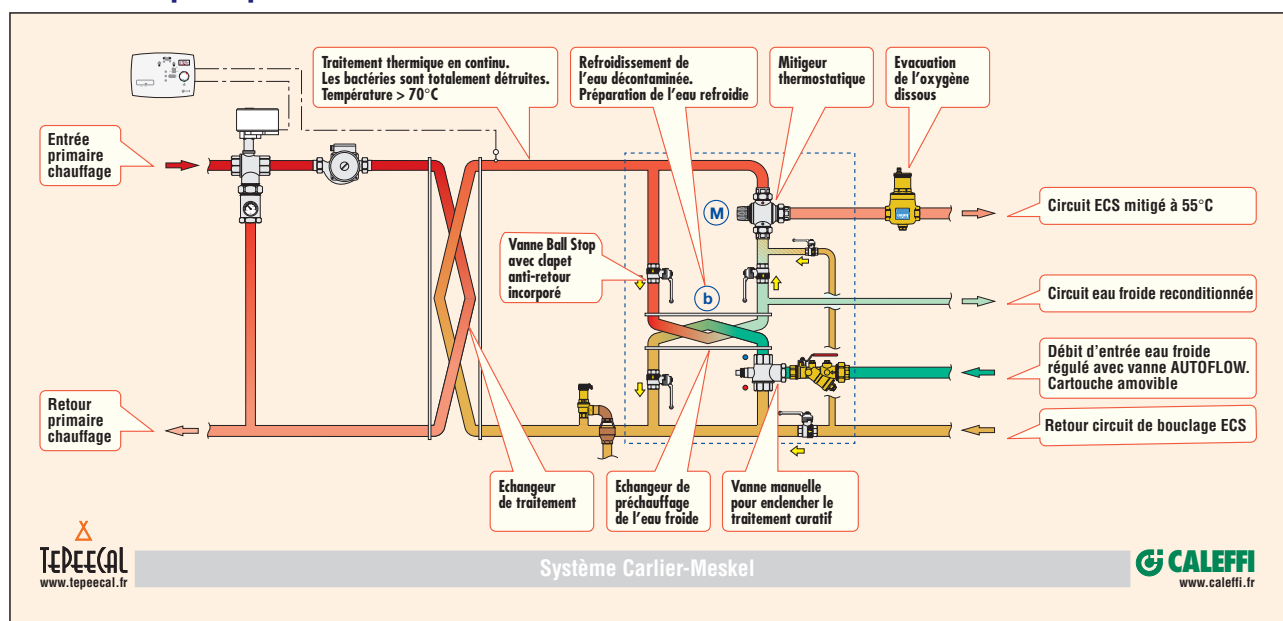 Traitement thermique en continu.
Les bactéries sont totalement détruites.
Température > 70°C
Refroidissement de
l'eau décontaminée.
Préparation de l'eau refroidie
Mitigeur
thermostatique
Evacuation
de l'oxygène
dissous
Entrée
primaire
chauffage
M
Circuit ECS mitigé à 55°C
Vanne Ball Stop
avec clapet
anti-retour
incorporé
b
Circuit eau froide reconditionnée
Débit d'entrée eau froide
régulé avec vanne AUTOFLOW.
Cartouche amovible
Retour
primaire
chauffage
Retour circuit de bouclage ECS
Echangeur
de traitement
Echangeur de
préchauffage
de l'eau froide
Vanne manuelle
pour enclencher le
traitement curatif
TEPEECAL
www.tepeecal.fr
Système Carlier-Meskel
CALEFFI
www.caleffi.fr